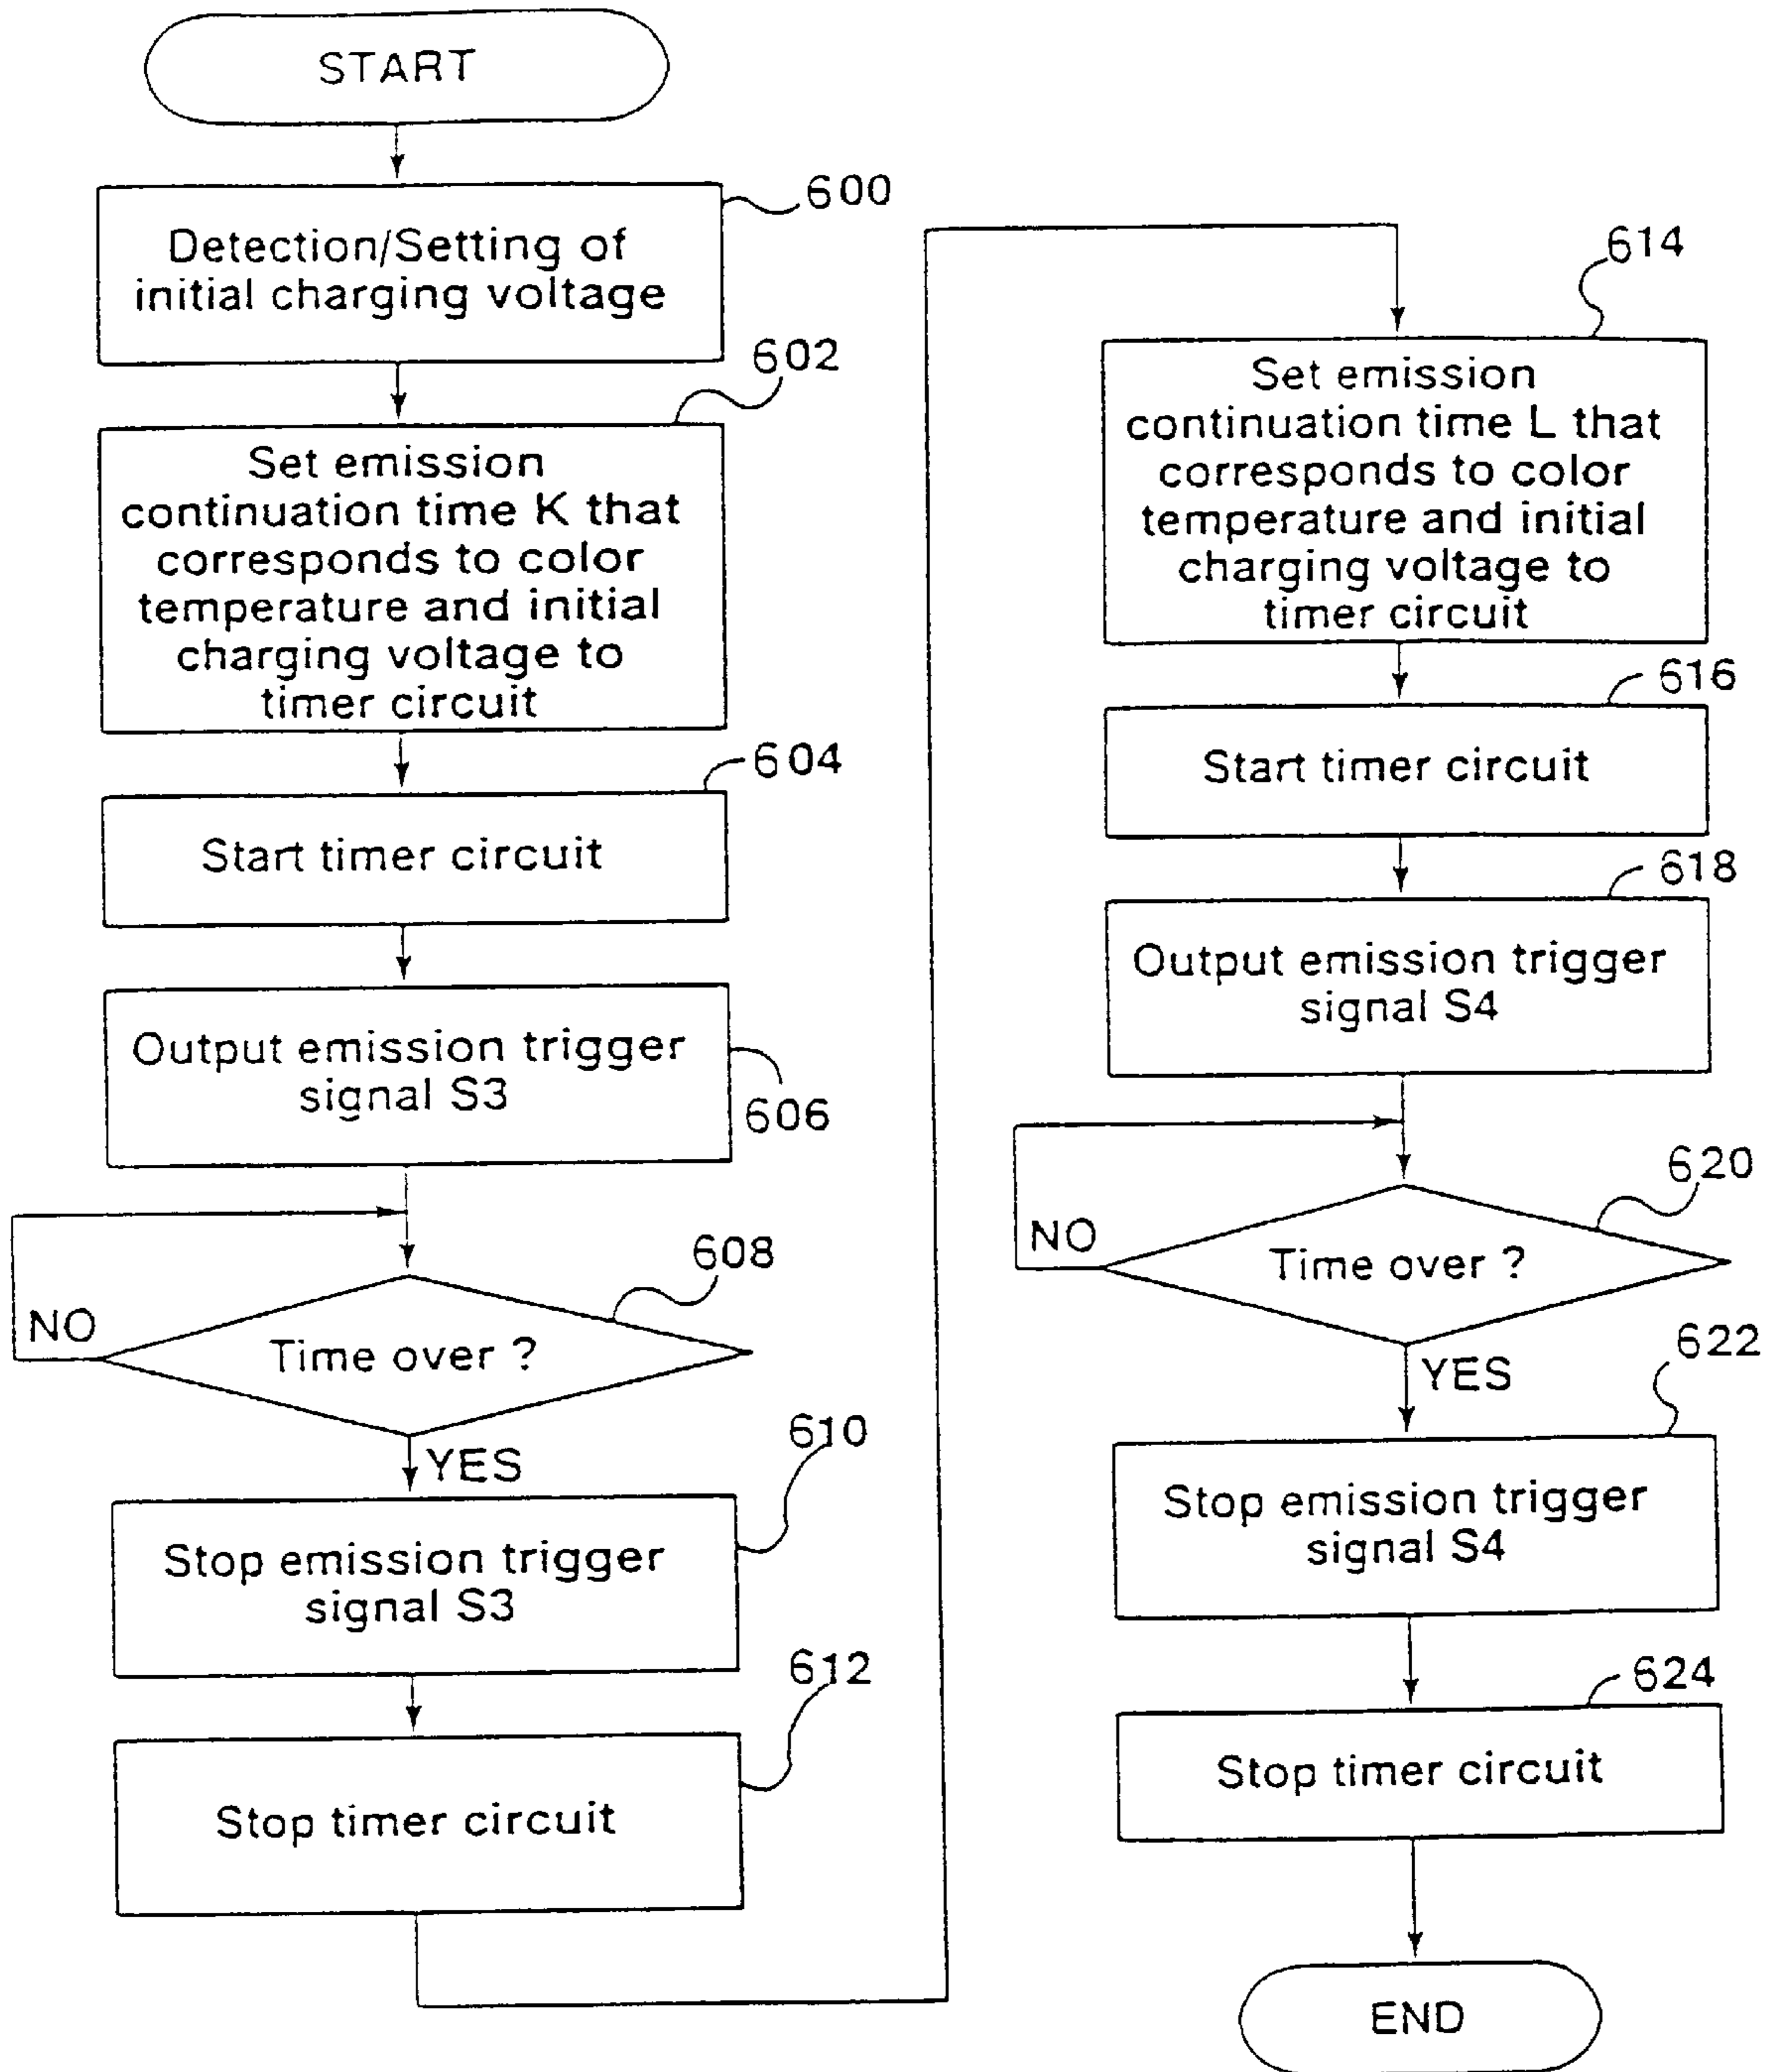 START
600
Detection/Setting of
initial charging voltage
602
Set emission
continuation time K that
corresponds to color
temperature and initial
charging voltage to
timer circuit
604
Start timer circuit
Output emission trigger
signal S3
606
608
NO
Time over ?
YES
610
Stop emission trigger
signal S3
612
Stop timer circuit
614
Set emission
continuation time L that
corresponds to color
temperature and initial
charging voltage to
timer circuit
616
Start timer circuit
618
Output emission trigger
signal S4
620
NO
Time over ?
YES
622
Stop emission trigger
signal S4
624
Stop timer circuit
END